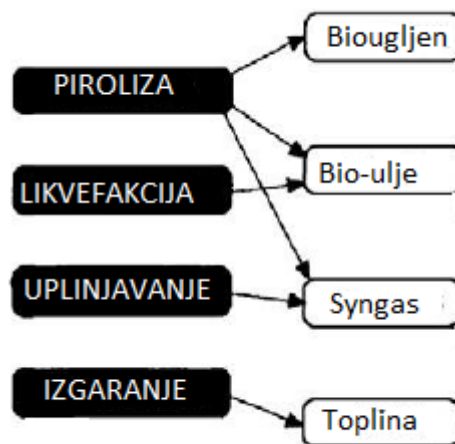 PIROLIZA
LIKVEFAKCIJA
UPLINJAVANJE
IZGARANJE
Biougljen
Bio-ulje
Syngas
Toplina